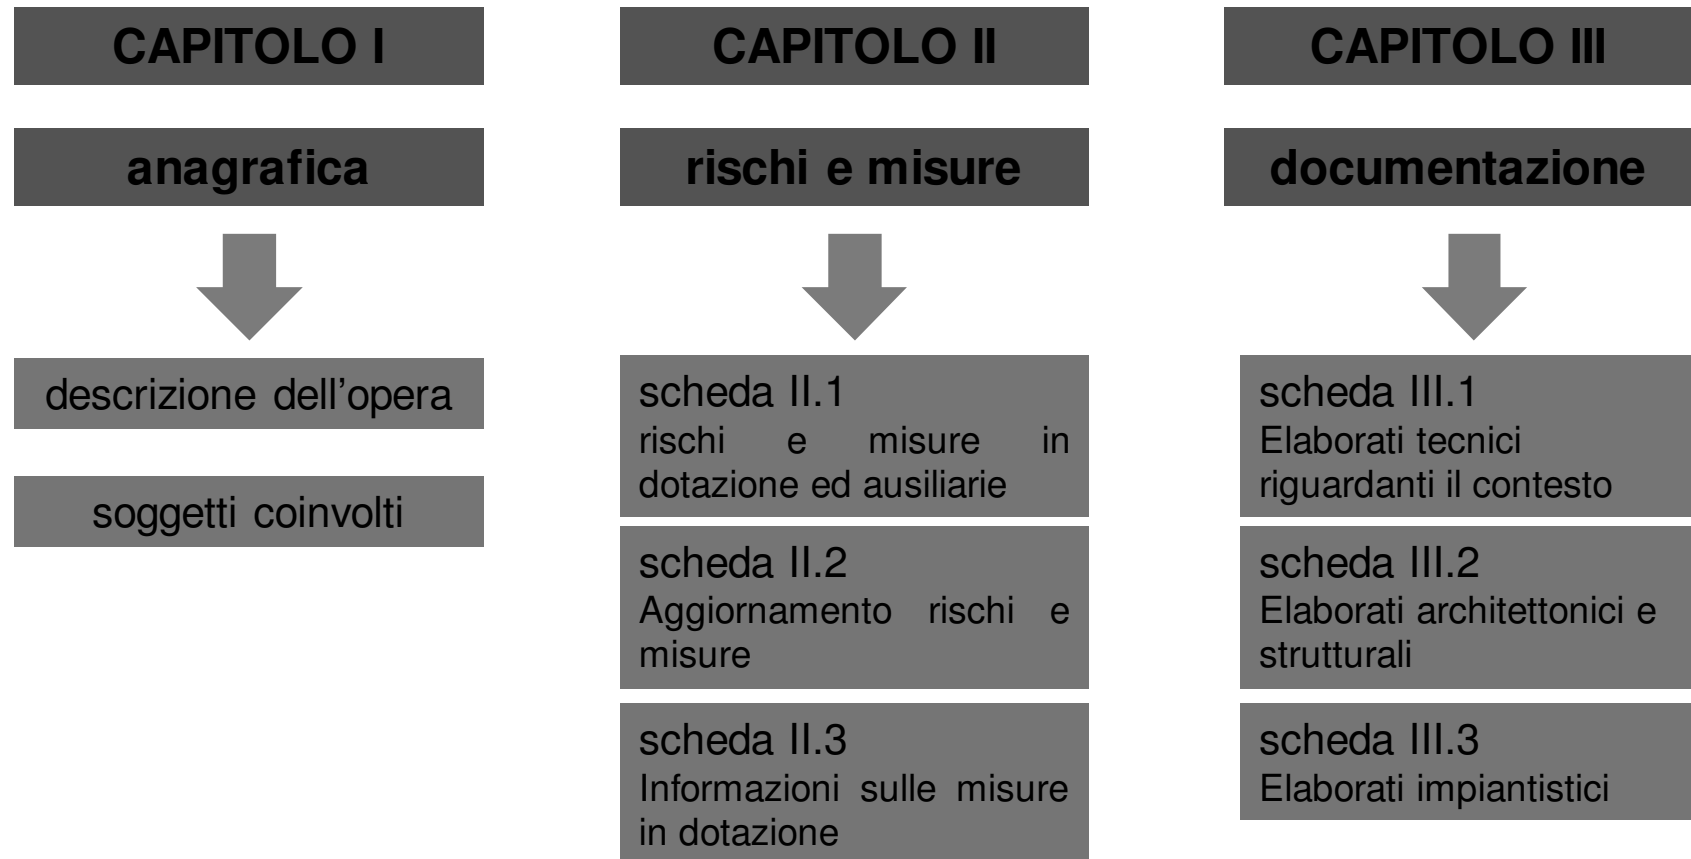 CAPITOLO I
anagrafica
descrizione dell’opera
soggetti coinvolti
CAPITOLO II
rischi e misure
scheda II.1
rischi e misure in
dotazione ed ausiliarie
scheda II.2
Aggiornamento rischi e
misure
scheda II.3
Informazioni sulle misure
in dotazione
CAPITOLO III
documentazione
scheda III.1
Elaborati tecnici
riguardanti il contesto
scheda III.2
Elaborati architettonici e
strutturali
scheda III.3
Elaborati impiantistici